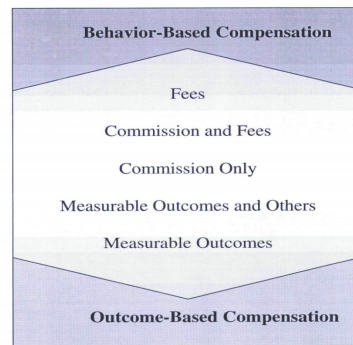 Behavior-Based Compensation
Fees
Commission and Fees
Commission Only
Measurable Outcomes and Others
Measurable Outcomes
Outcome-Based Compensation